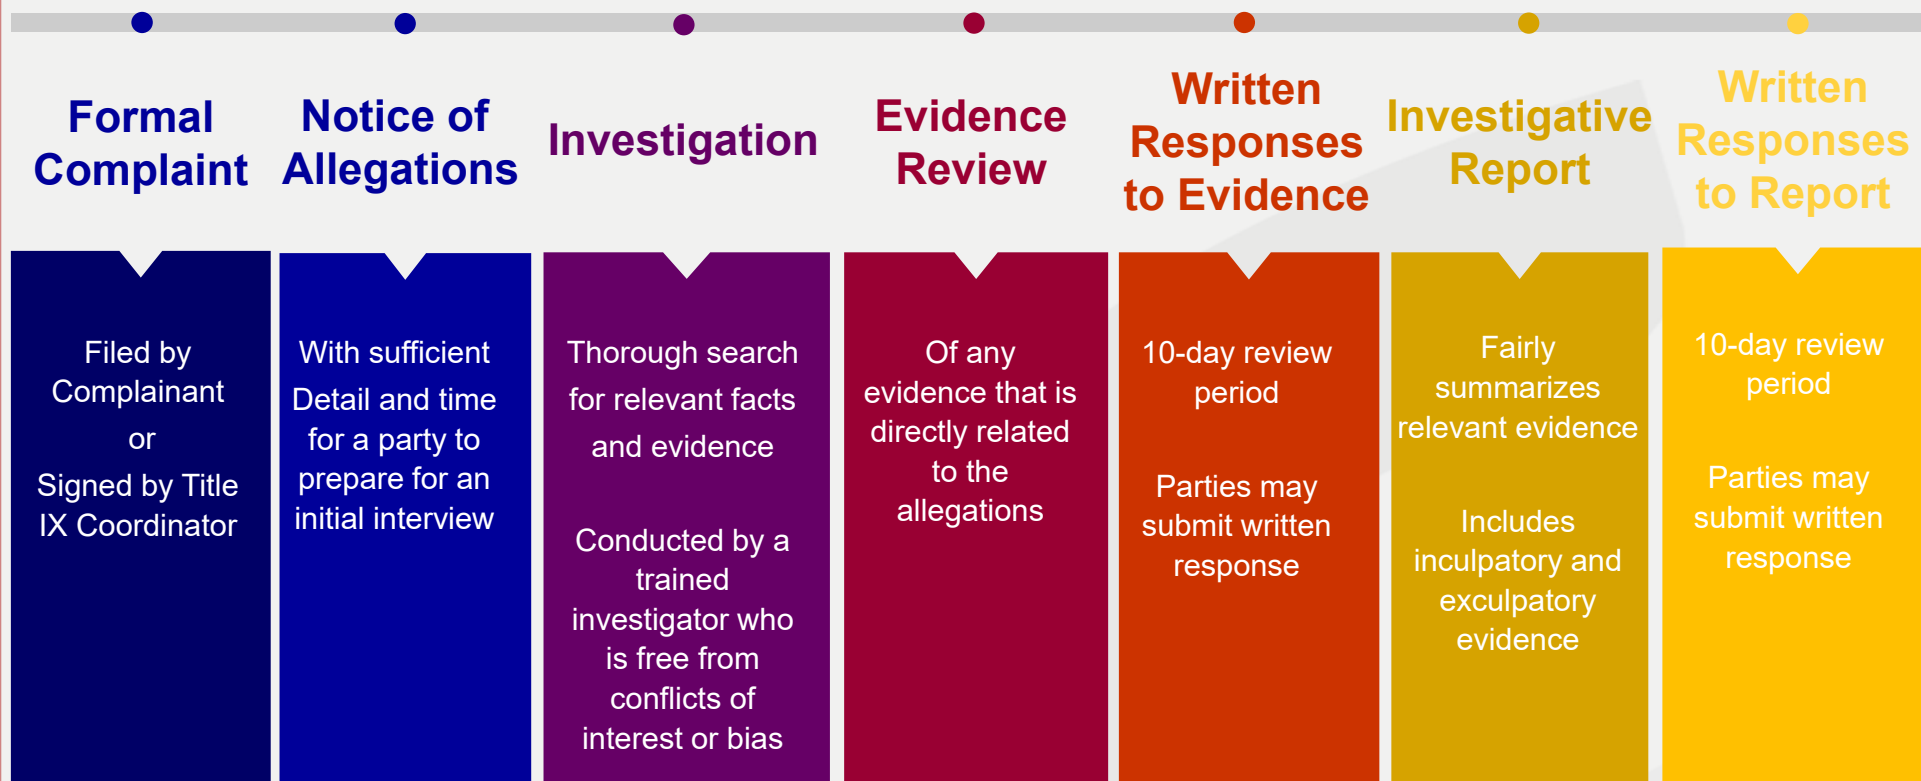 Formal
Complaint
Filed by
Complainant
or
Signed by Title
IX Coordinator
Notice of
Allegations
With sufficient
Detail and time
for a party to
prepare for an
initial interview
Investigation
Thorough search
for relevant facts
and evidence
Conducted by a
trained
investigator who
is free from
conflicts of
interest or bias
Evidence
Review
Of any
evidence that is
directly related
to the
allegations
Written
Responses
to Evidence
10-day review
period
Parties may
submit written
response
Investigative
Report
Fairly
summarizes
relevant evidence
Includes
inculpatory and
exculpatory
evidence
Written
Responses
to Report
10-day review
period
Parties may
submit written
response